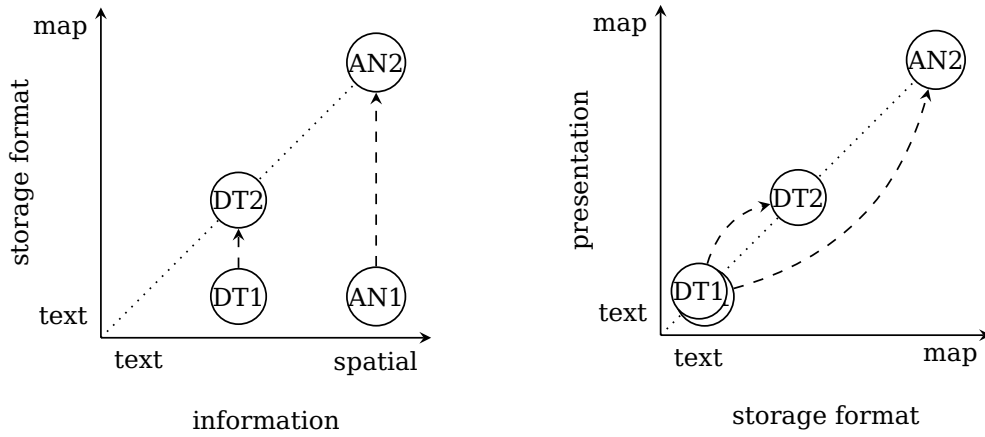 map
AN2
storage format
DT2
DT1
AN1
text
text
spatial
information
map
AN2
presentation
DT2
DT1
text
text
map
storage format